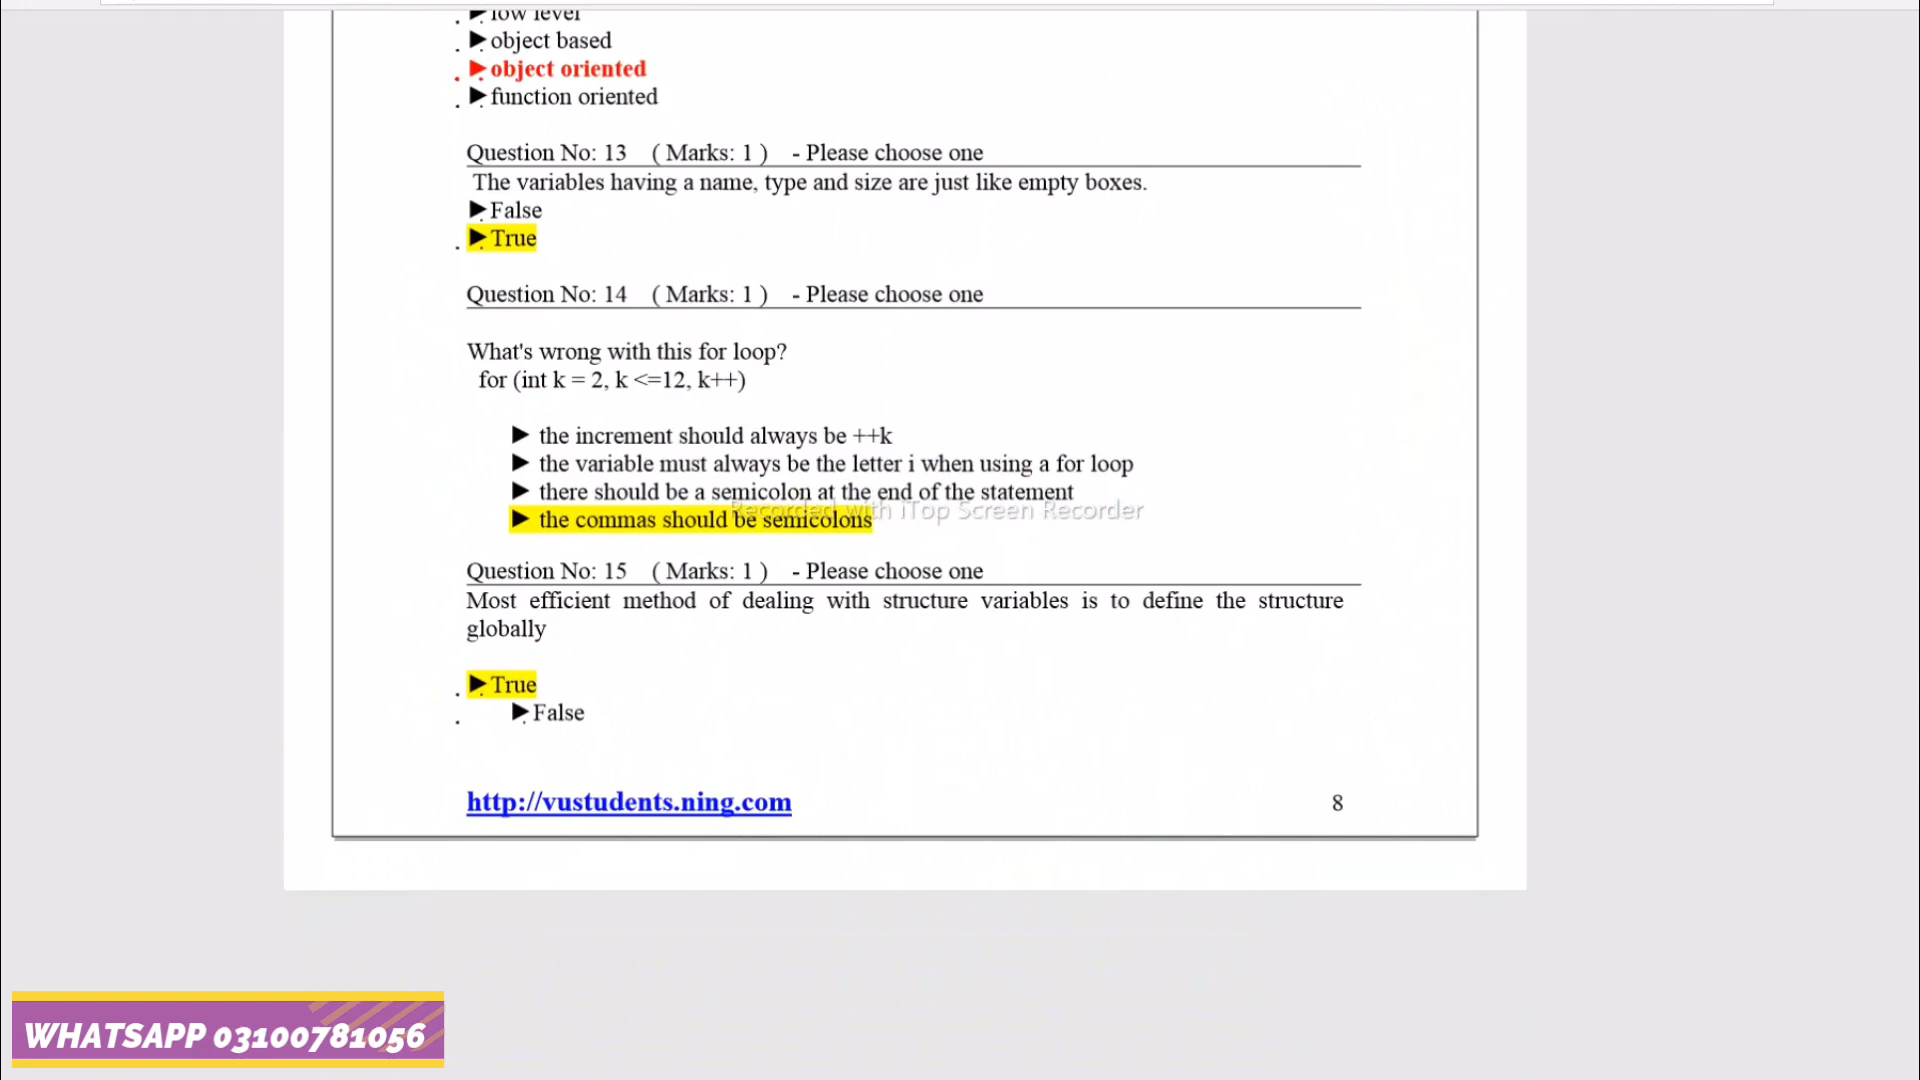 ▶low level
▶object based
▶object oriented
▶function oriented
Question No: 13 ( Marks: 1 ) - Please choose one
The variables having a name, type and size are just like empty boxes.
▶False
▶True
Question No: 14 ( Marks: 1 ) - Please choose one
What's wrong with this for loop?
for (int k = 2, k <=12, k++)
▶ the increment should always be ++k
▶ the variable must always be the letter i when using a for loop
▶ there should be a semicolon at the end of the statement
Recorded with iTop Screen Recorder
▶ the commas should be semicolons
Question No: 15 ( Marks: 1 ) - Please choose one
Most efficient method of dealing with structure variables is to define the structure
globally
▶True
▶False
http://vustudents.ning.com 8
WHATSAPP 03100781056